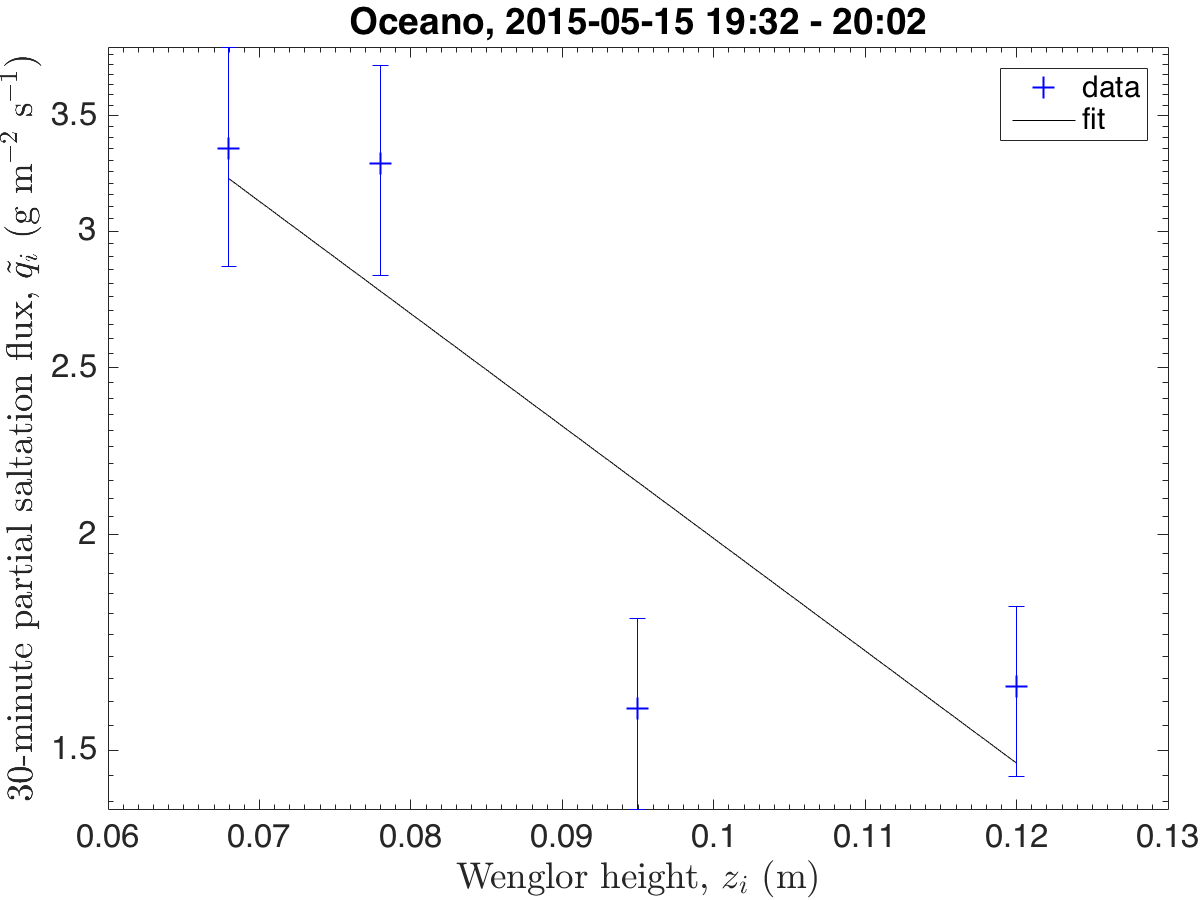 Oceano, 2015-05-15 19:32 - 20:02
30-minute partial saltation flux, q̃ᵢ (g m⁻² s⁻¹)
3.5
3
2.5
2
1.5
data
fit
0.06 0.07 0.08 0.09 0.1 0.11 0.12 0.13
Wenglor height, zᵢ (m)